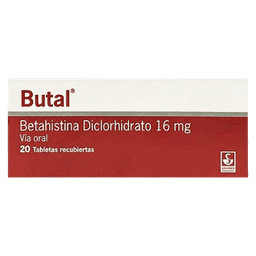 Butal®
Betahistina Diclorhidrato 16 mg
Vía oral
20 Tabletas recubiertas